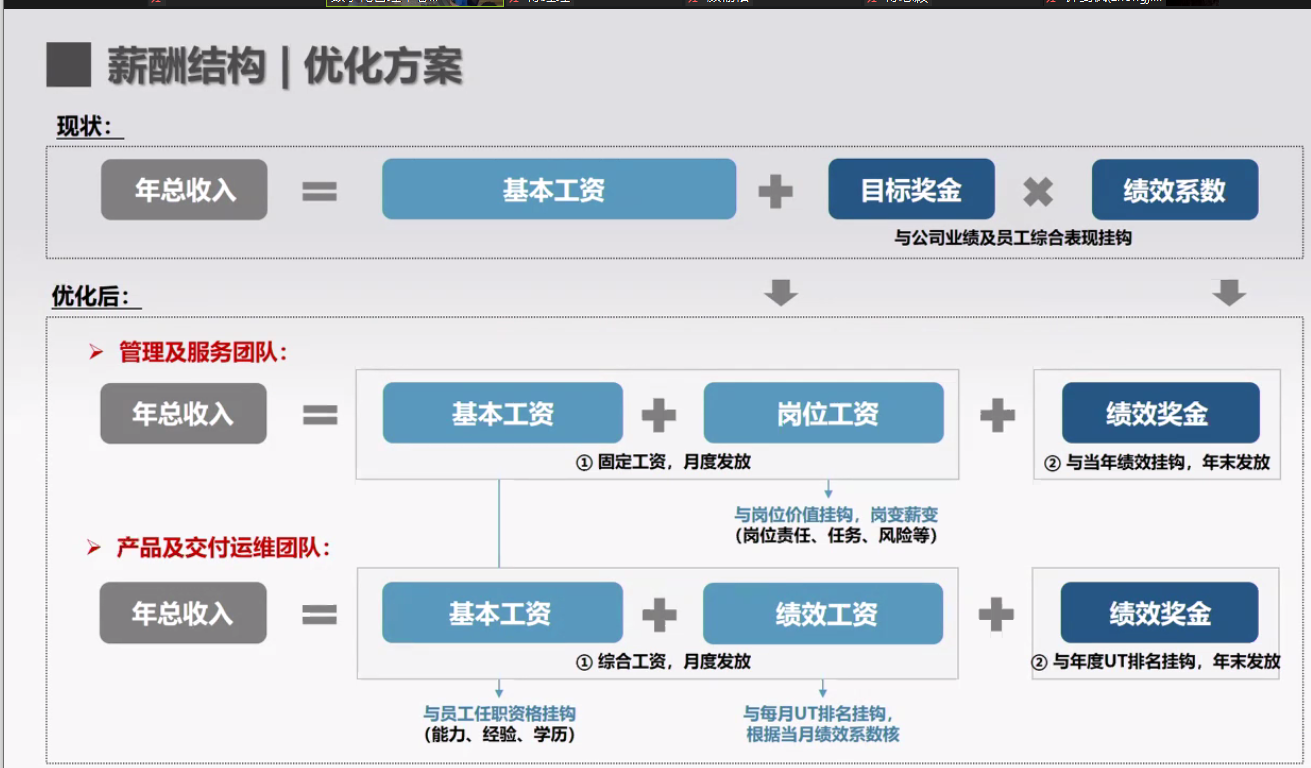 薪酬结构 | 优化方案
现状：
年总收入 = 基本工资 + 目标奖金 × 绩效系数
与公司业绩及员工综合表现挂钩
优化后：
➢ 管理及服务团队：
年总收入 = 基本工资 + 岗位工资 + 绩效奖金
① 固定工资，月度发放
② 与当年绩效挂钩，年末发放
与岗位价值挂钩，岗变薪变
（岗位责任、任务、风险等）
➢ 产品及交付运维团队：
年总收入 = 基本工资 + 绩效工资 + 绩效奖金
① 综合工资，月度发放
② 与年度UT排名挂钩，年末发放
与员工任职资格挂钩
（能力、经验、学历）
与每月UT排名挂钩，
根据当月绩效系数核